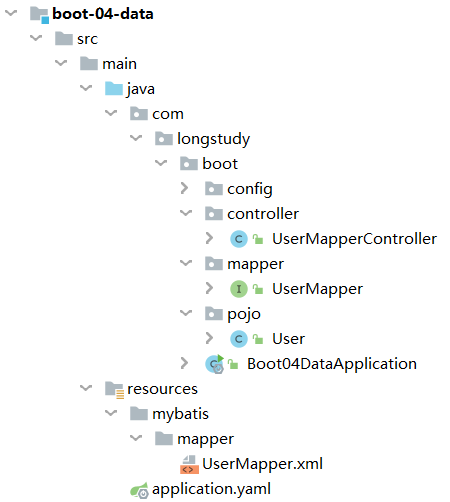 boot-04-data
src
main
java
com
longstudy
boot
config
controller
UserMapperController
mapper
UserMapper
pojo
User
Boot04DataApplication
resources
mybatis
mapper
UserMapper.xml
application.yaml